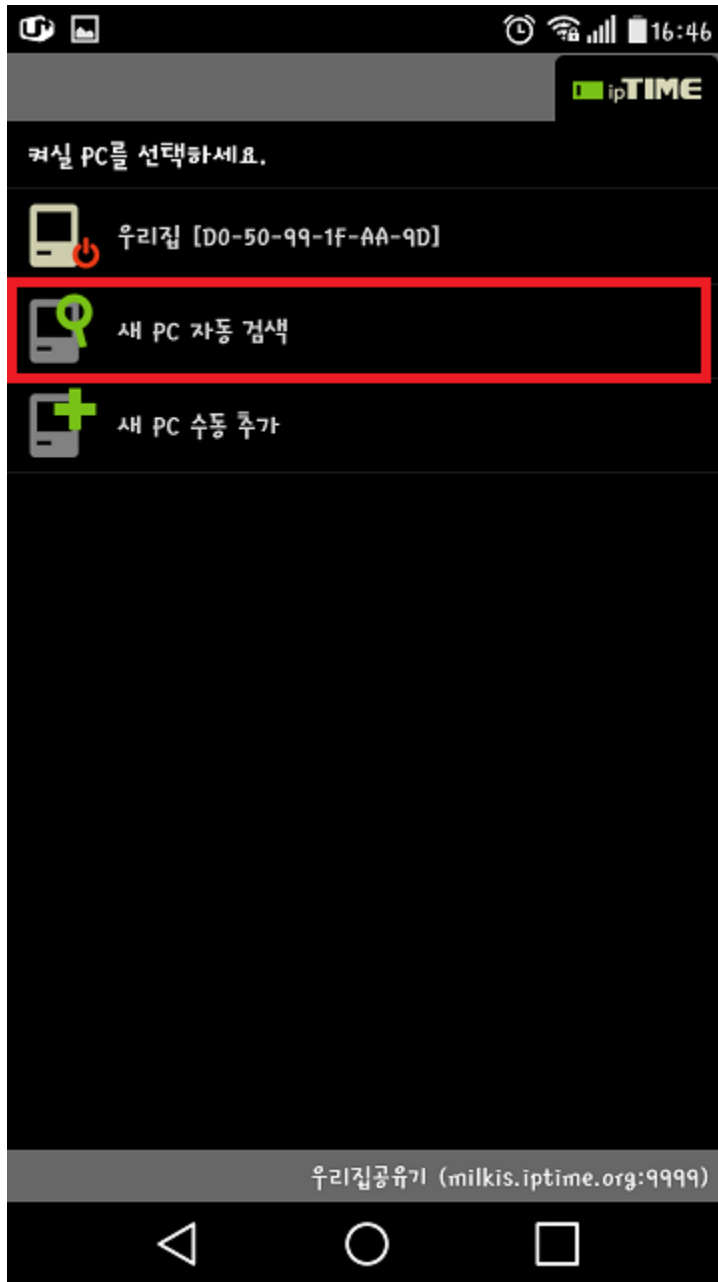 U+
16:46
ipTIME
켜실 PC를 선택하세요.
우리집 [D0-50-99-1F-AA-9D]
새 PC 자동 검색
새 PC 수동 추가
우리집공유기 (milkis.iptime.org:9999)